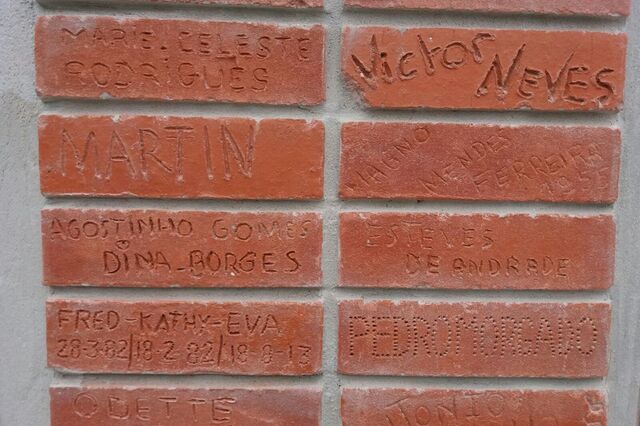 MARIE. CELESTE
RODRIGUES
Victor
NEVES
MARTIN
VAGNO
MENDES
FERREIRA
AGOSTINHO GOMES
DINA-BORGES
ESTEVES
DE ANDRADE
FRED-KATHY-EVA
28-3-82/18-2-82/18-8-13
PEDRO MORGADO
ODETTE